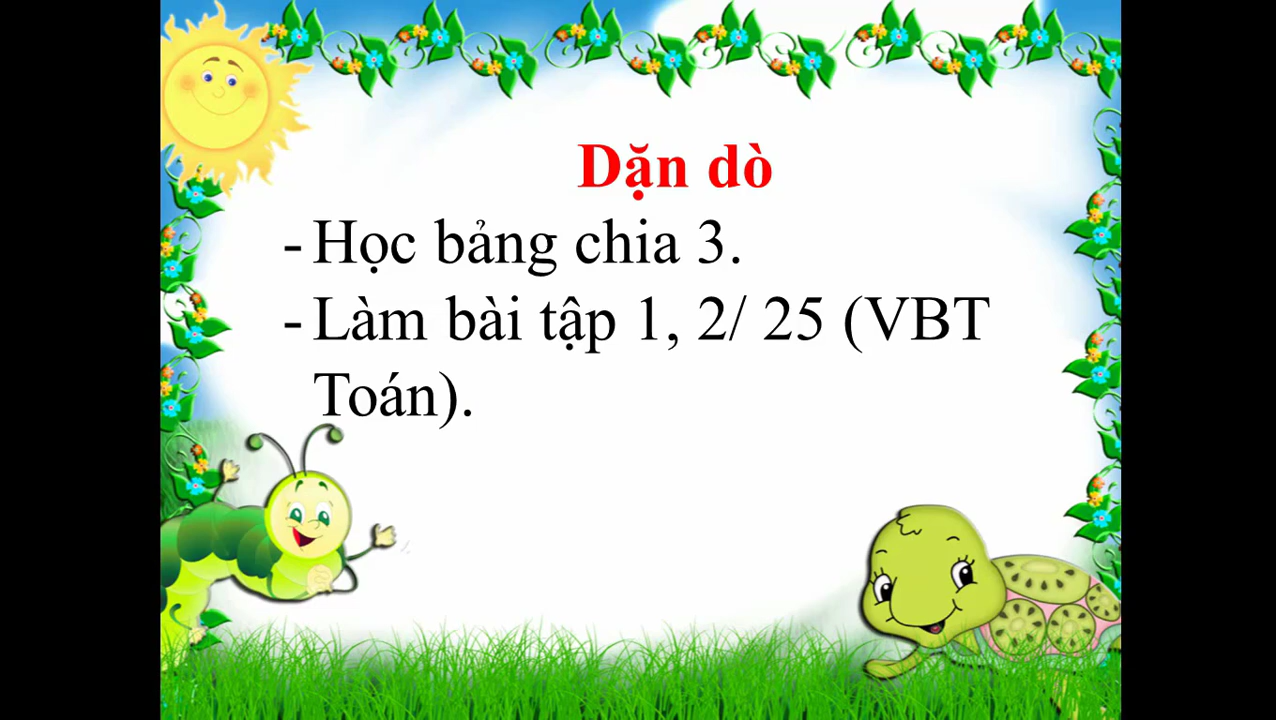 Dặn dò
- Học bảng chia 3.
- Làm bài tập 1, 2/ 25 (VBT
Toán).